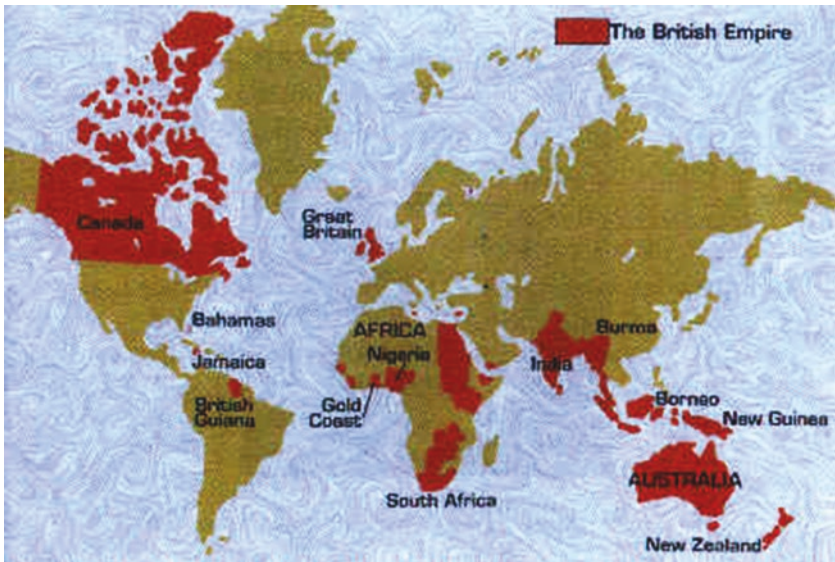 The British Empire
Canada
Great
Britain
Bahamas
AFRICA
Burma
Nigeria
Jamaica
India
British
Guiana
Gold
Coast
Borneo
New Guinea
AUSTRALIA
South Africa
New Zealand